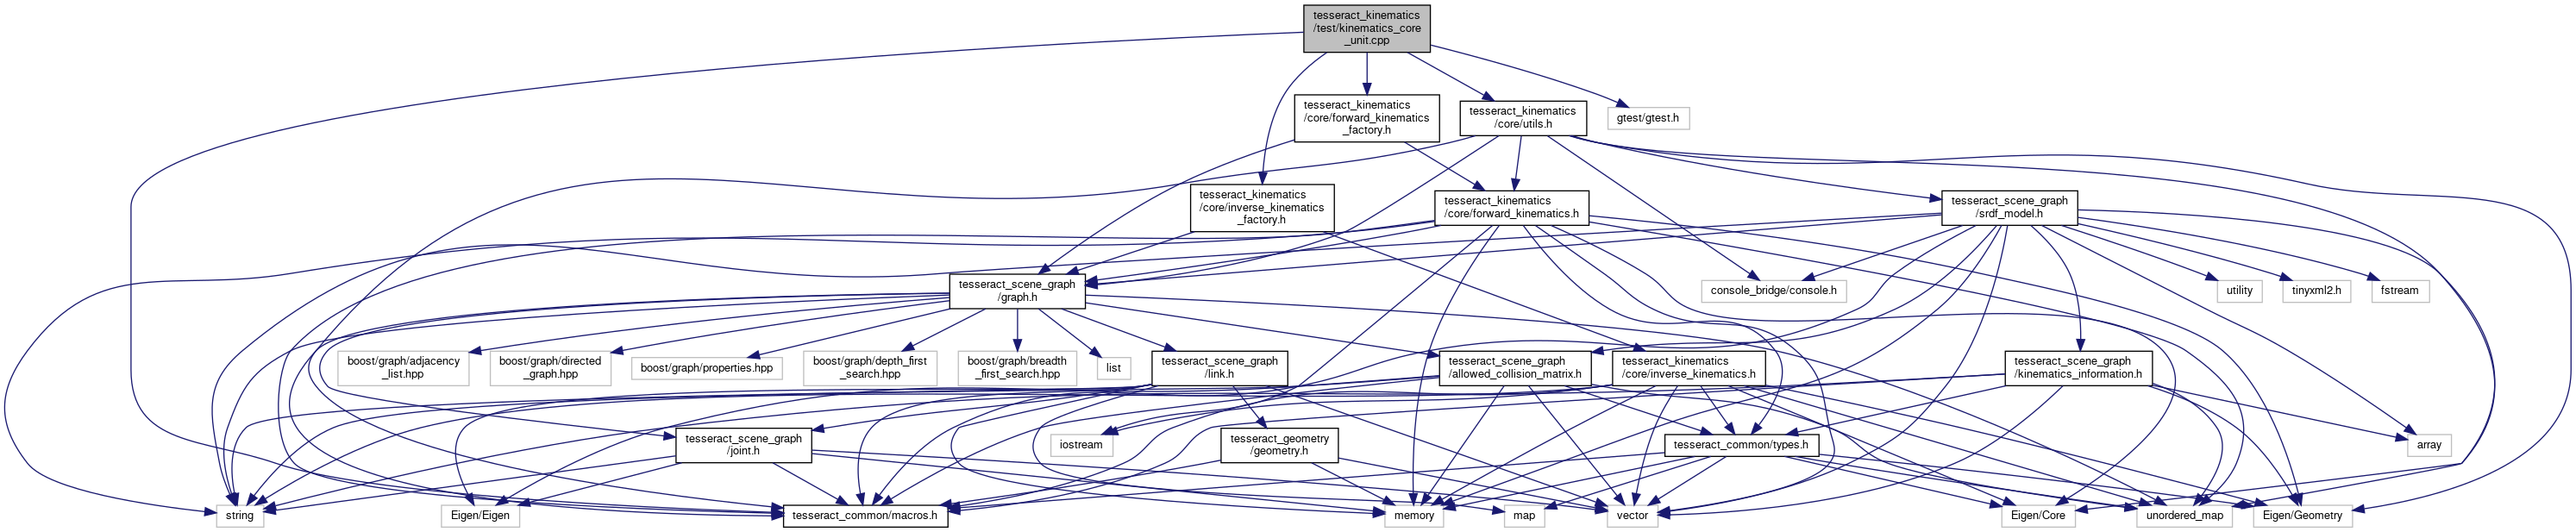 tesseract_kinematics
/test/kinematics_core
_unit.cpp
tesseract_kinematics
/core/forward_kinematics
_factory.h
tesseract_kinematics
/core/utils.h
gtest/gtest.h
tesseract_kinematics
/core/inverse_kinematics
_factory.h
tesseract_kinematics
/core/forward_kinematics.h
tesseract_scene_graph
/srdf_model.h
tesseract_scene_graph
/graph.h
console_bridge/console.h
utility
tinyxml2.h
fstream
boost/graph/adjacency
_list.hpp
boost/graph/directed
_graph.hpp
boost/graph/properties.hpp
boost/graph/depth_first
_search.hpp
boost/graph/breadth
_first_search.hpp
list
tesseract_scene_graph
/link.h
tesseract_scene_graph
/allowed_collision_matrix.h
tesseract_kinematics
/core/inverse_kinematics.h
tesseract_scene_graph
/kinematics_information.h
tesseract_scene_graph
/joint.h
iostream
tesseract_geometry
/geometry.h
tesseract_common/types.h
array
string
Eigen/Eigen
tesseract_common/macros.h
memory
map
vector
Eigen/Core
unordered_map
Eigen/Geometry